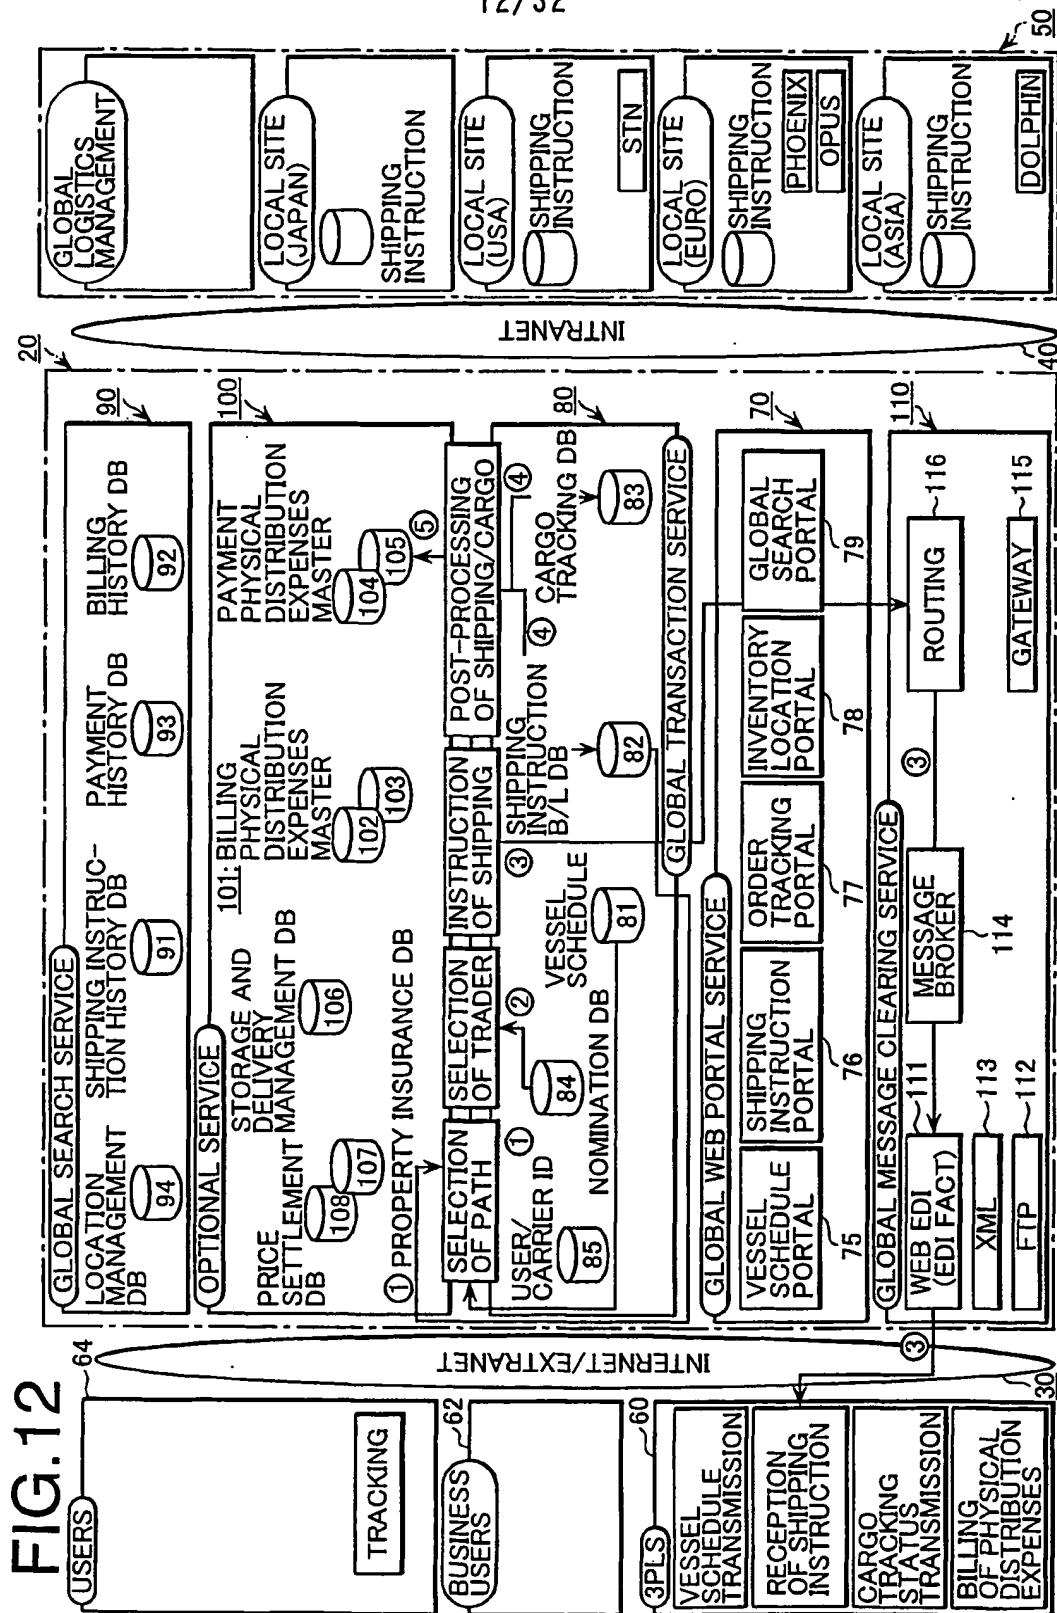 12/32
FIG.12
USERS
64
TRACKING
BUSINESS
USERS
62
3PLS
60
VESSEL
SCHEDULE
TRANSMISSION
RECEPTION
OF SHIPPING
INSTRUCTION
CARGO
TRACKING
STATUS
TRANSMISSION
BILLING
OF PHYSICAL
DISTRIBUTION
EXPENSES
INTERNET/EXTRANET
30
③
20
GLOBAL SEARCH SERVICE
90
LOCATION
MANAGEMENT
DB
94
SHIPPING INSTRUC-
TION HISTORY DB
91
PAYMENT
HISTORY DB
93
BILLING
HISTORY DB
92
OPTIONAL SERVICE
100
PRICE
SETTLEMENT
DB
108
107
STORAGE AND
DELIVERY
MANAGEMENT DB
106
101: BILLING
PHYSICAL
DISTRIBUTION
EXPENSES
MASTER
102
103
PAYMENT
PHYSICAL
DISTRIBUTION
EXPENSES
MASTER
104
105
⑤
① PROPERTY INSURANCE DB
SELECTION
OF PATH
SELECTION
OF TRADER
INSTRUCTION
OF SHIPPING
POST-PROCESSING
OF SHIPPING/CARGO
80
USER/
CARRIER ID
85
①
②
84
NOMINATION DB
VESSEL
SCHEDULE
81
③
SHIPPING
INSTRUCTION
B/L DB
82
④
④
CARGO
TRACKING DB
83
GLOBAL TRANSACTION SERVICE
GLOBAL WEB PORTAL SERVICE
70
VESSEL
SCHEDULE
PORTAL
75
SHIPPING
INSTRUCTION
PORTAL
76
ORDER
TRACKING
PORTAL
77
INVENTORY
LOCATION
PORTAL
78
GLOBAL
SEARCH
PORTAL
79
GLOBAL MESSAGE CLEARING SERVICE
110
WEB EDI
(EDI FACT)
111
XML
113
FTP
112
MESSAGE
BROKER
114
③
ROUTING
116
GATEWAY
115
INTRANET
40
50
GLOBAL
LOGISTICS
MANAGEMENT
LOCAL SITE
(JAPAN)
SHIPPING
INSTRUCTION
LOCAL SITE
(USA)
SHIPPING
INSTRUCTION
STN
LOCAL SITE
(EURO)
SHIPPING
INSTRUCTION
PHOENIX
OPUS
LOCAL SITE
(ASIA)
SHIPPING
INSTRUCTION
DOLPHIN